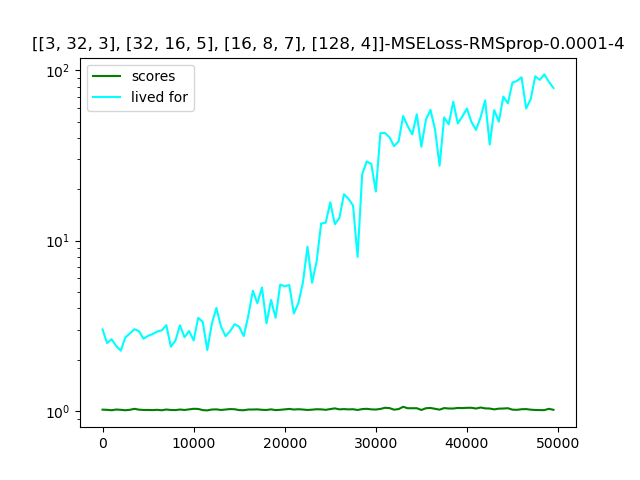 [[3, 32, 3], [32, 16, 5], [16, 8, 7], [128, 4]]-MSELoss-RMSprop-0.0001-4
scores
lived for
10²
10¹
10⁰
0 10000 20000 30000 40000 50000